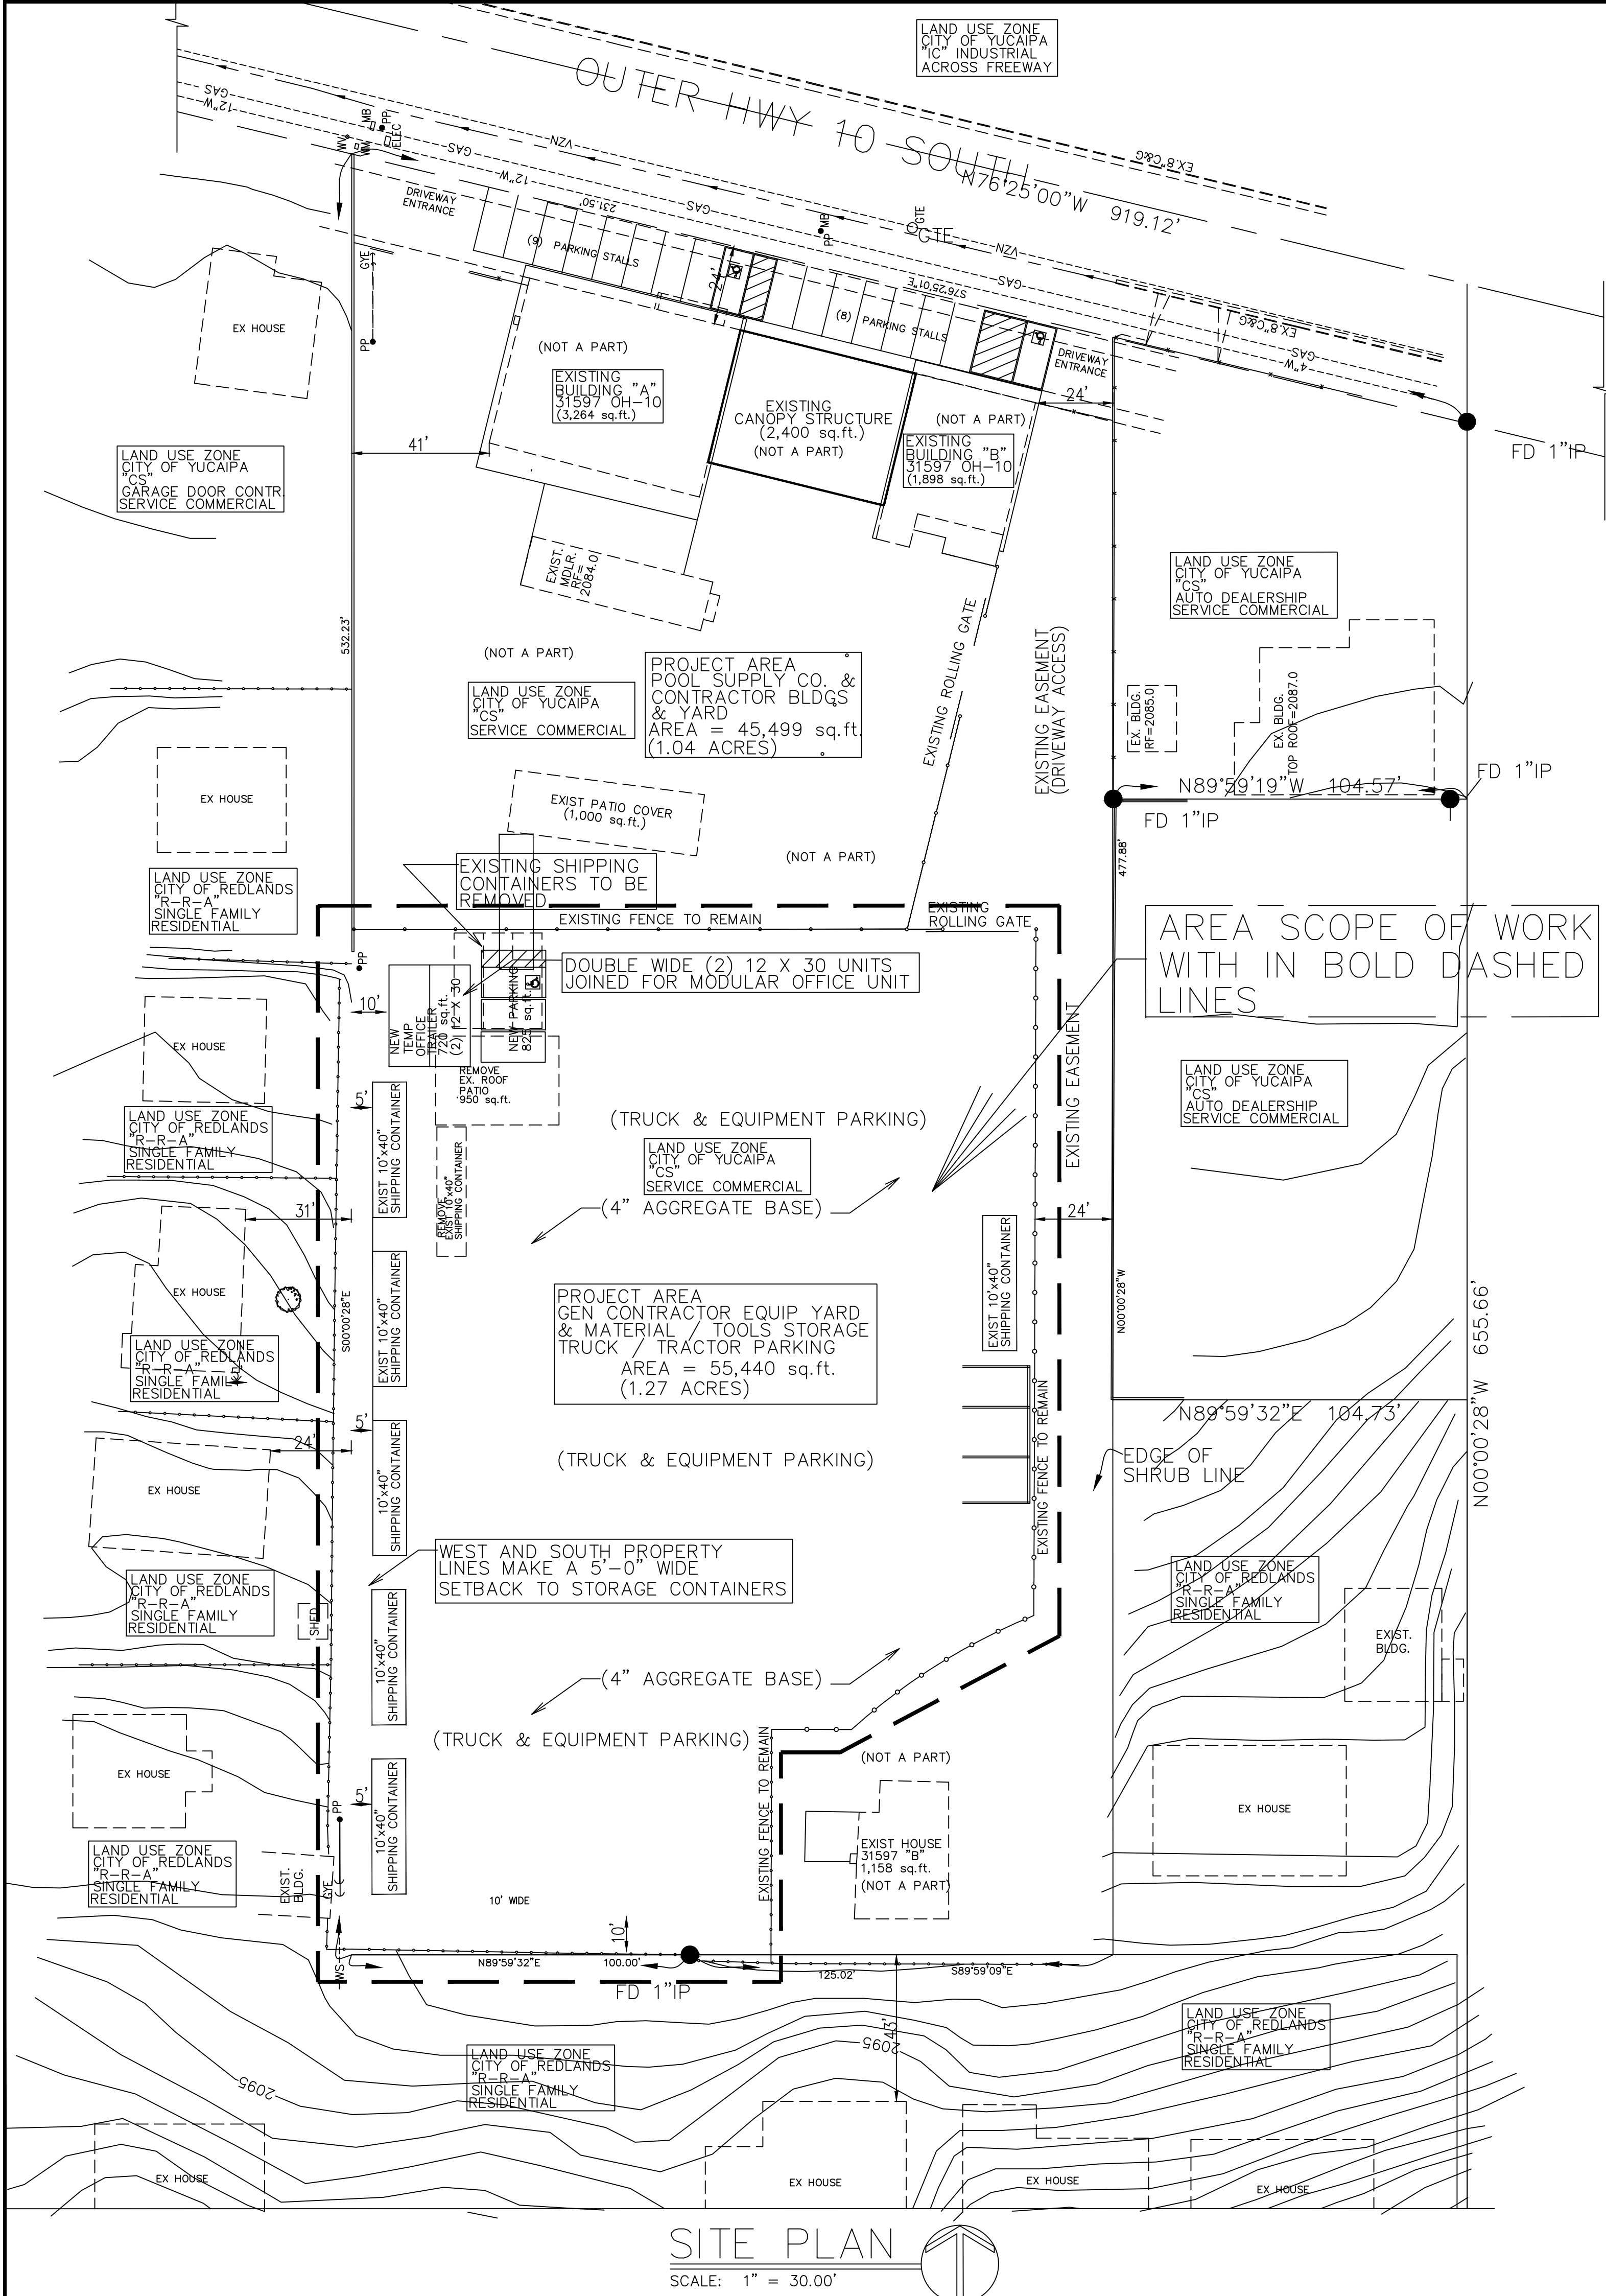 LAND USE ZONE
CITY OF YUCAIPA
"IC" INDUSTRIAL
ACROSS FREEWAY
OUTER HWY 10 SOUTH
N76°25'00"W 919.12'
EX.8"C&G
GAS
12"W
MB
PP
ELEC
WV
WM
VZN
GAS
12"W
231.50'
GAS
DRIVEWAY
ENTRANCE
(6) PARKING STALLS
24'
PP MB
GTE
GTE
VZN
GAS
S76°25'01"E
(8) PARKING STALLS
DRIVEWAY
ENTRANCE
EX.8"C&G
GAS
4"W
FD 1"IP
GYE
PP
EX HOUSE
(NOT A PART)
EXISTING
BUILDING "A"
31597 OH-10
(3,264 sq.ft.)
EXISTING
CANOPY STRUCTURE
(2,400 sq.ft.)
(NOT A PART)
(NOT A PART)
EXISTING
BUILDING "B"
31597 OH-10
(1,898 sq.ft.)
24'
41'
LAND USE ZONE
CITY OF YUCAIPA
"CS"
GARAGE DOOR CONTR.
SERVICE COMMERCIAL
EXIST.
MDLR.
RF=
2084.0
LAND USE ZONE
CITY OF YUCAIPA
"CS"
AUTO DEALERSHIP
SERVICE COMMERCIAL
532.23'
(NOT A PART)
LAND USE ZONE
CITY OF YUCAIPA
"CS"
SERVICE COMMERCIAL
PROJECT AREA
POOL SUPPLY CO. &
CONTRACTOR BLDGS
& YARD
AREA = 45,499 sq.ft.
(1.04 ACRES)
EXISTING ROLLING GATE
EXISTING EASEMENT
(DRIVEWAY ACCESS)
EX. BLDG.
RF=2085.0
EX. BLDG.
TOP ROOF=2087.0
FD 1"IP
N89°59'19"W 104.57'
FD 1"IP
477.88'
EX HOUSE
EXIST PATIO COVER
(1,000 sq.ft.)
(NOT A PART)
LAND USE ZONE
CITY OF REDLANDS
"R-R-A"
SINGLE FAMILY
RESIDENTIAL
EXISTING SHIPPING
CONTAINERS TO BE
REMOVED
EXISTING FENCE TO REMAIN
EXISTING
ROLLING GATE
AREA SCOPE OF WORK
WITH IN BOLD DASHED
LINES
PP
10'
DOUBLE WIDE (2) 12 X 30 UNITS
JOINED FOR MODULAR OFFICE UNIT
NEW
TEMP
OFFICE
TRAILER
720 sq.ft.
(2) 12 X 30
NEW PARKING
825 sq.ft.
REMOVE
EX. ROOF
PATIO
950 sq.ft.
EXISTING EASEMENT
EX HOUSE
5'
LAND USE ZONE
CITY OF REDLANDS
"R-R-A"
SINGLE FAMILY
RESIDENTIAL
EXIST 10'x40"
SHIPPING CONTAINER
REMOVE
EXIST 10'x40"
SHIPPING CONTAINER
(TRUCK & EQUIPMENT PARKING)
LAND USE ZONE
CITY OF YUCAIPA
"CS"
SERVICE COMMERCIAL
LAND USE ZONE
CITY OF YUCAIPA
"CS"
AUTO DEALERSHIP
SERVICE COMMERCIAL
31'
(4" AGGREGATE BASE)
24'
EXIST 10'x40"
SHIPPING CONTAINER
EX HOUSE
S00°00'28"E
EXIST 10'x40"
SHIPPING CONTAINER
PROJECT AREA
GEN CONTRACTOR EQUIP YARD
& MATERIAL / TOOLS STORAGE
TRUCK / TRACTOR PARKING
AREA = 55,440 sq.ft.
(1.27 ACRES)
N00°00'28"W
N00°00'28"W 655.66'
LAND USE ZONE
CITY OF REDLANDS
"R-R-A"
SINGLE FAMILY
RESIDENTIAL
N89°59'32"E 104.73'
5'
24'
10'x40"
SHIPPING CONTAINER
(TRUCK & EQUIPMENT PARKING)
EXISTING FENCE TO REMAIN
EDGE OF
SHRUB LINE
EX HOUSE
WEST AND SOUTH PROPERTY
LINES MAKE A 5'-0" WIDE
SETBACK TO STORAGE CONTAINERS
LAND USE ZONE
CITY OF REDLANDS
"R-R-A"
SINGLE FAMILY
RESIDENTIAL
SHED
LAND USE ZONE
CITY OF REDLANDS
"R-R-A"
SINGLE FAMILY
RESIDENTIAL
EXIST.
BLDG.
10'x40"
SHIPPING CONTAINER
(4" AGGREGATE BASE)
(TRUCK & EQUIPMENT PARKING)
EXISTING FENCE TO REMAIN
(NOT A PART)
EX HOUSE
5'
PP
10'x40"
SHIPPING CONTAINER
EX HOUSE
EXIST HOUSE
31597 "B"
1,158 sq.ft.
(NOT A PART)
LAND USE ZONE
CITY OF REDLANDS
"R-R-A"
SINGLE FAMILY
RESIDENTIAL
EXIST.
BLDG.
GYE
10' WIDE
10'
WS
N89°59'32"E 100.00'
FD 1"IP
125.02'
S89°59'09"E
43'
2095
LAND USE ZONE
CITY OF REDLANDS
"R-R-A"
SINGLE FAMILY
RESIDENTIAL
LAND USE ZONE
CITY OF REDLANDS
"R-R-A"
SINGLE FAMILY
RESIDENTIAL
2095
EX HOUSE
EX HOUSE
EX HOUSE
EX HOUSE
SITE PLAN
SCALE: 1" = 30.00'